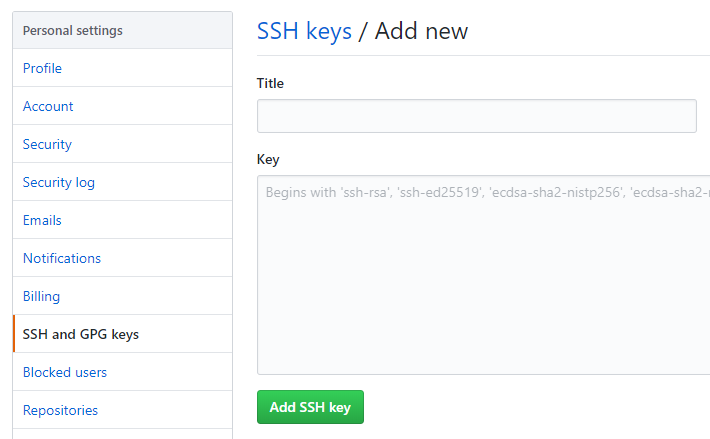 Personal settings
Profile
Account
Security
Security log
Emails
Notifications
Billing
SSH and GPG keys
Blocked users
Repositories
SSH keys / Add new
Title
Key
Begins with 'ssh-rsa', 'ssh-ed25519', 'ecdsa-sha2-nistp256', 'ecdsa-sha2-
Add SSH key